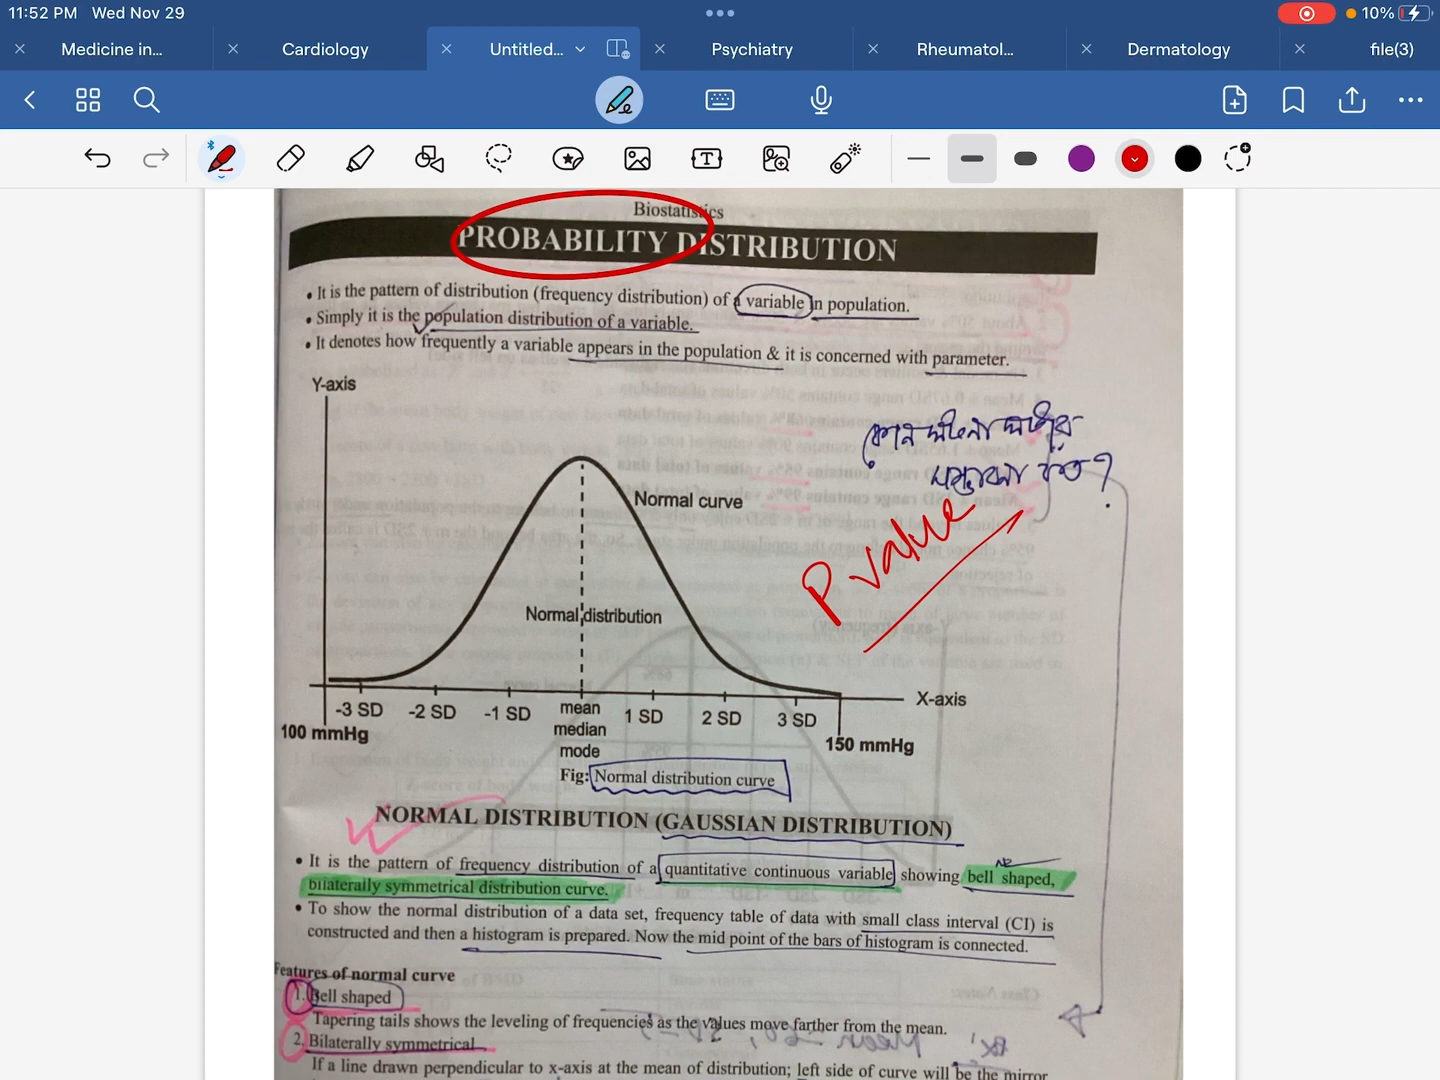 11:52 PM Wed Nov 29
10%
Medicine in...
Cardiology
Untitled...
Psychiatry
Rheumatol...
Dermatology
file(3)
Biostatistics
PROBABILITY DISTRIBUTION
• It is the pattern of distribution (frequency distribution) of a variable in population.
• Simply it is the population distribution of a variable.
• It denotes how frequently a variable appears in the population & it is concerned with parameter.
Y-axis
কোন ঘটনা ঘটার
সম্ভাবনা কত?
Normal curve
P value
Normal distribution
X-axis
-3 SD -2 SD -1 SD mean 1 SD 2 SD 3 SD
median
mode
100 mmHg
150 mmHg
Fig: Normal distribution curve
NORMAL DISTRIBUTION (GAUSSIAN DISTRIBUTION)
• It is the pattern of frequency distribution of a quantitative continuous variable showing bell shaped,
bilaterally symmetrical distribution curve.
• To show the normal distribution of a data set, frequency table of data with small class interval (CI) is
constructed and then a histogram is prepared. Now the mid point of the bars of histogram is connected.
Features of normal curve
1. Bell shaped
Tapering tails shows the leveling of frequencies as the values move farther from the mean.
2. Bilaterally symmetrical
If a line drawn perpendicular to x-axis at the mean of distribution; left side of curve will be the mirror